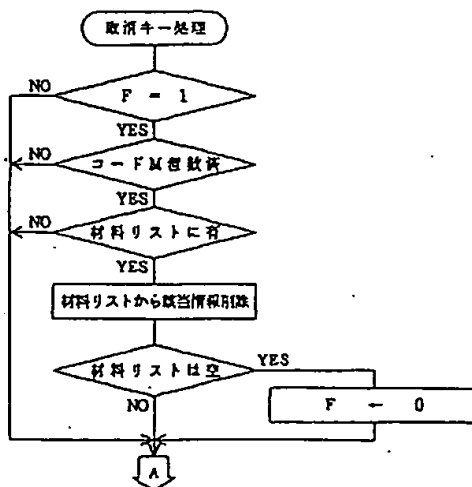 取消キー処理
NO
F = 1
YES
NO
コードM複数済
YES
NO
材料リストに有
YES
材料リストから該当情報削除
材料リストは空
YES
NO
F ← 0
A